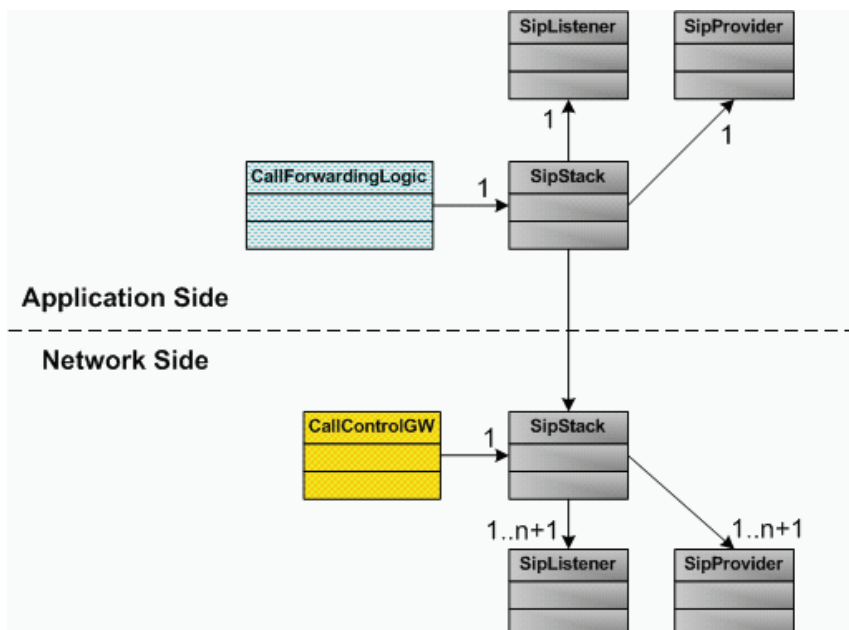 SipListener
SipProvider
1
1
CallForwardingLogic
1
SipStack
Application Side
Network Side
CallControlGW
1
SipStack
1..n+1
1..n+1
SipListener
SipProvider